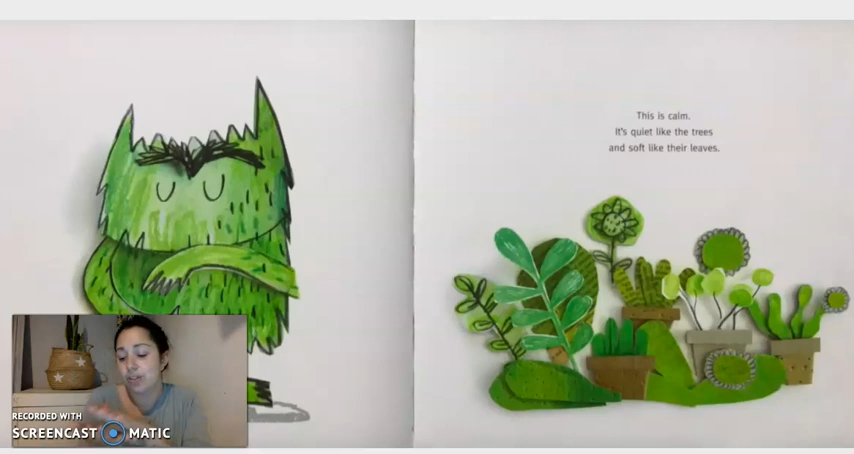 This is calm.
It's quiet like the trees
and soft like their leaves.
RECORDED WITH
SCREENCAST MATIC